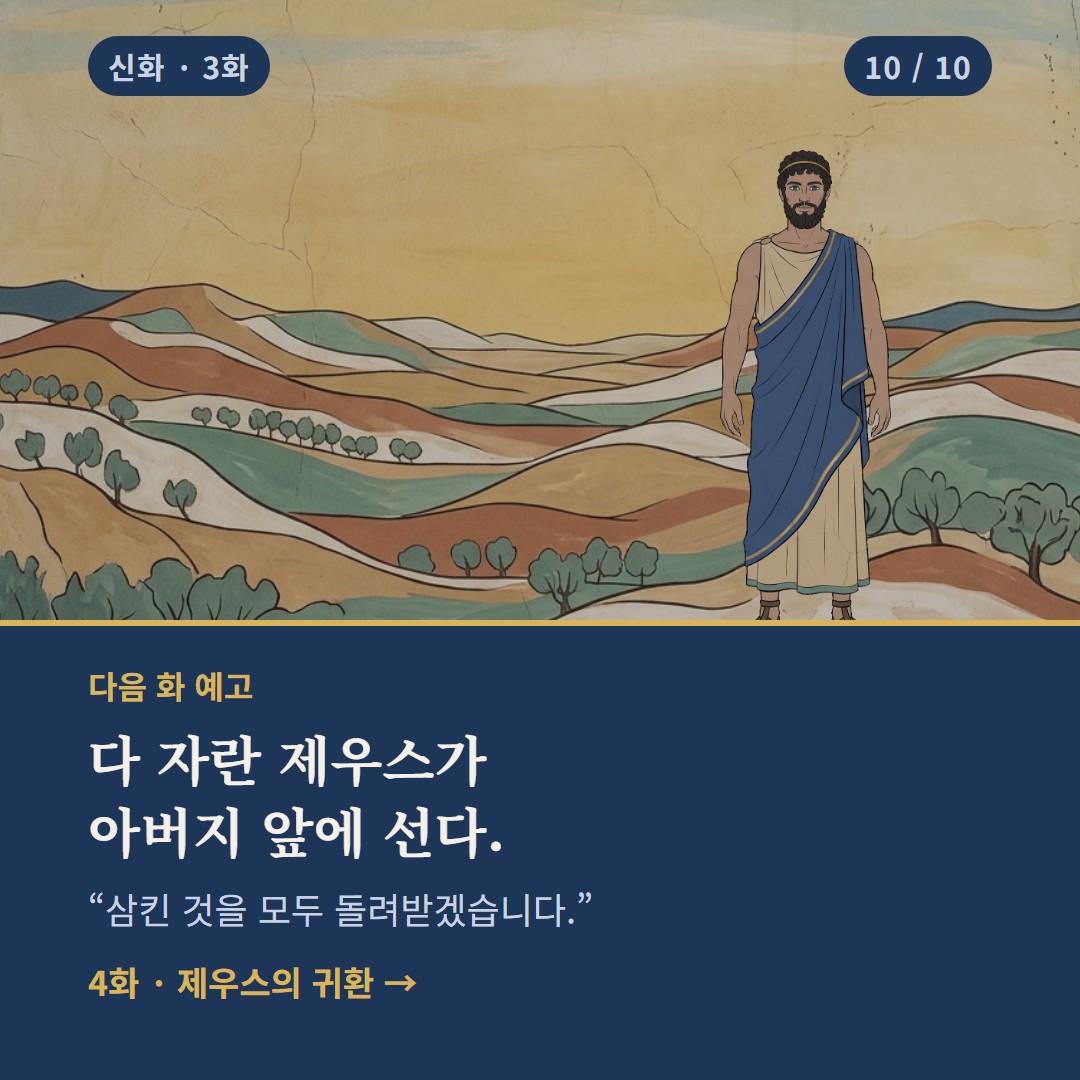 신화 · 3화
10 / 10
다음 화 예고
다 자란 제우스가
아버지 앞에 선다.
“삼킨 것을 모두 돌려받겠습니다.”
4화 · 제우스의 귀환 →